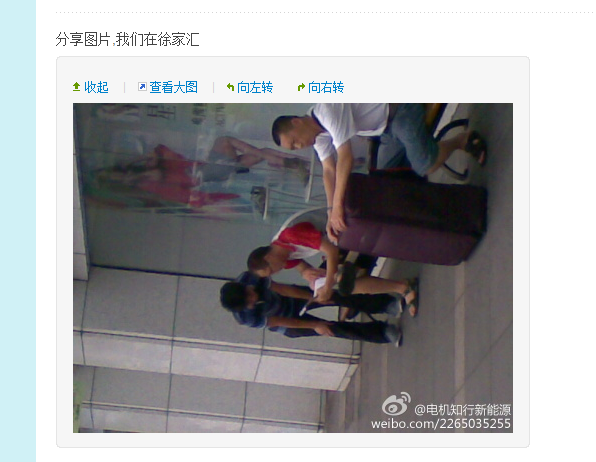 分享图片,我们在徐家汇
收起 | 查看大图 | 向左转 向右转
@电机知行新能源
weibo.com/2265035255